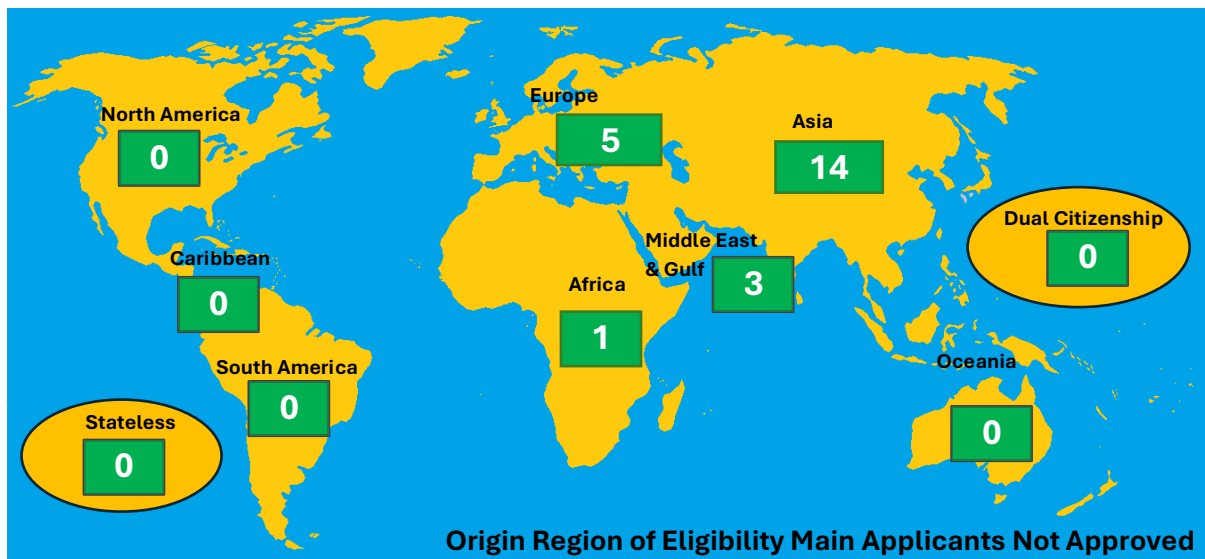 North America
0
Europe
5
Asia
14
Dual Citizenship
0
Caribbean
0
Middle East
& Gulf
3
Africa
1
South America
0
Oceania
0
Stateless
0
Origin Region of Eligibility Main Applicants Not Approved